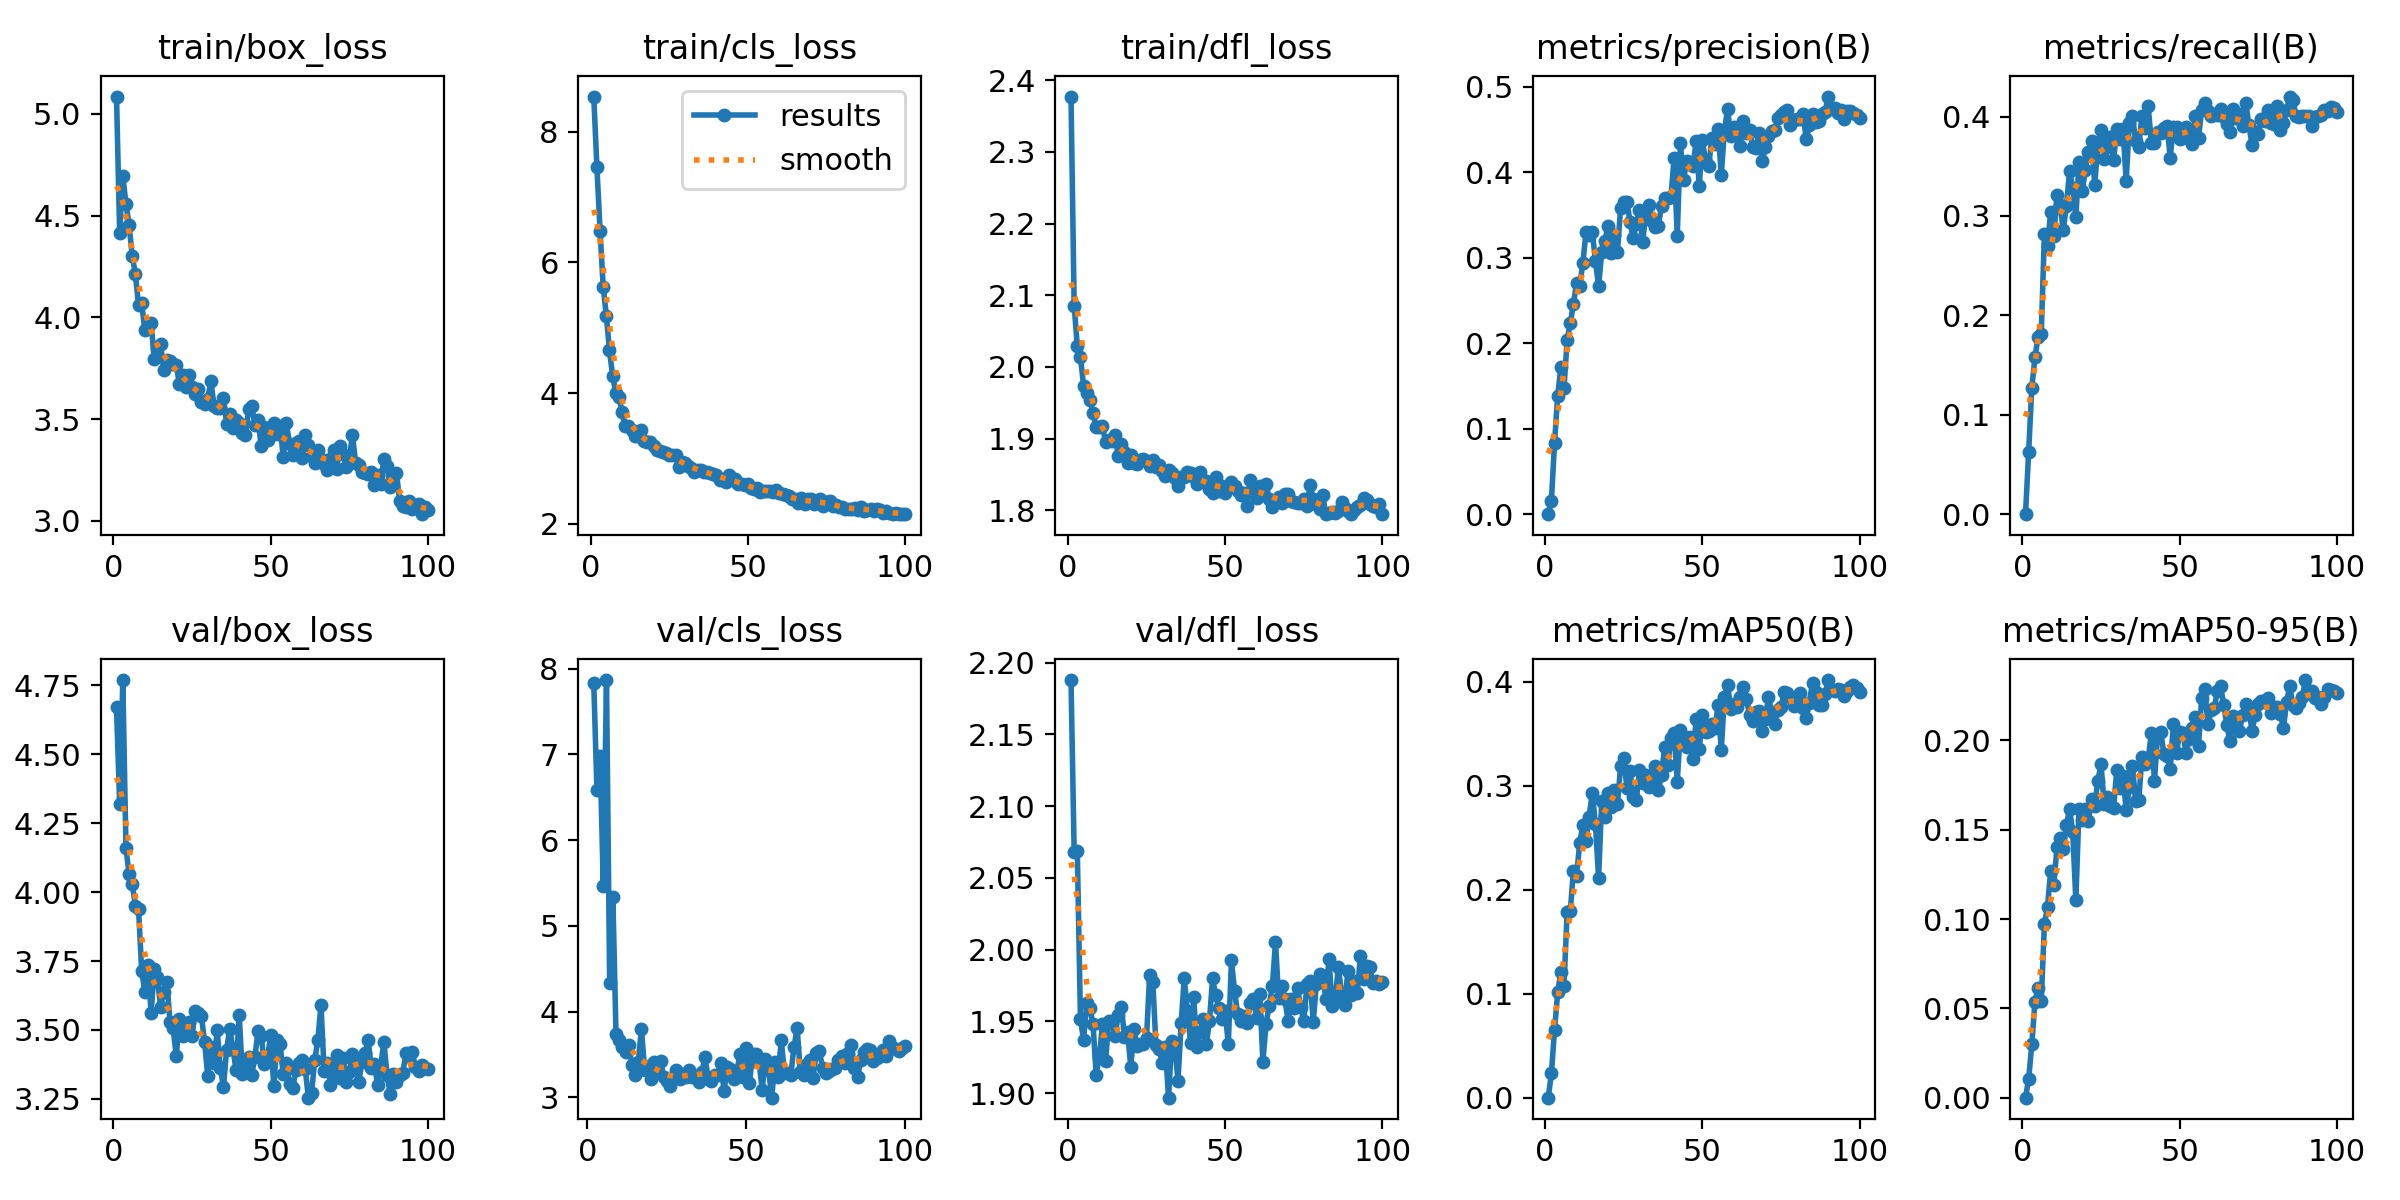 train/box_loss
5.0
4.5
4.0
3.5
3.0
0 50 100
train/cls_loss
results
smooth
8
6
4
2
0 50 100
train/dfl_loss
2.4
2.3
2.2
2.1
2.0
1.9
1.8
0 50 100
metrics/precision(B)
0.5
0.4
0.3
0.2
0.1
0.0
0 50 100
metrics/recall(B)
0.4
0.3
0.2
0.1
0.0
0 50 100
val/box_loss
4.75
4.50
4.25
4.00
3.75
3.50
3.25
0 50 100
val/cls_loss
8
7
6
5
4
3
0 50 100
val/dfl_loss
2.20
2.15
2.10
2.05
2.00
1.95
1.90
0 50 100
metrics/mAP50(B)
0.4
0.3
0.2
0.1
0.0
0 50 100
metrics/mAP50-95(B)
0.20
0.15
0.10
0.05
0.00
0 50 100